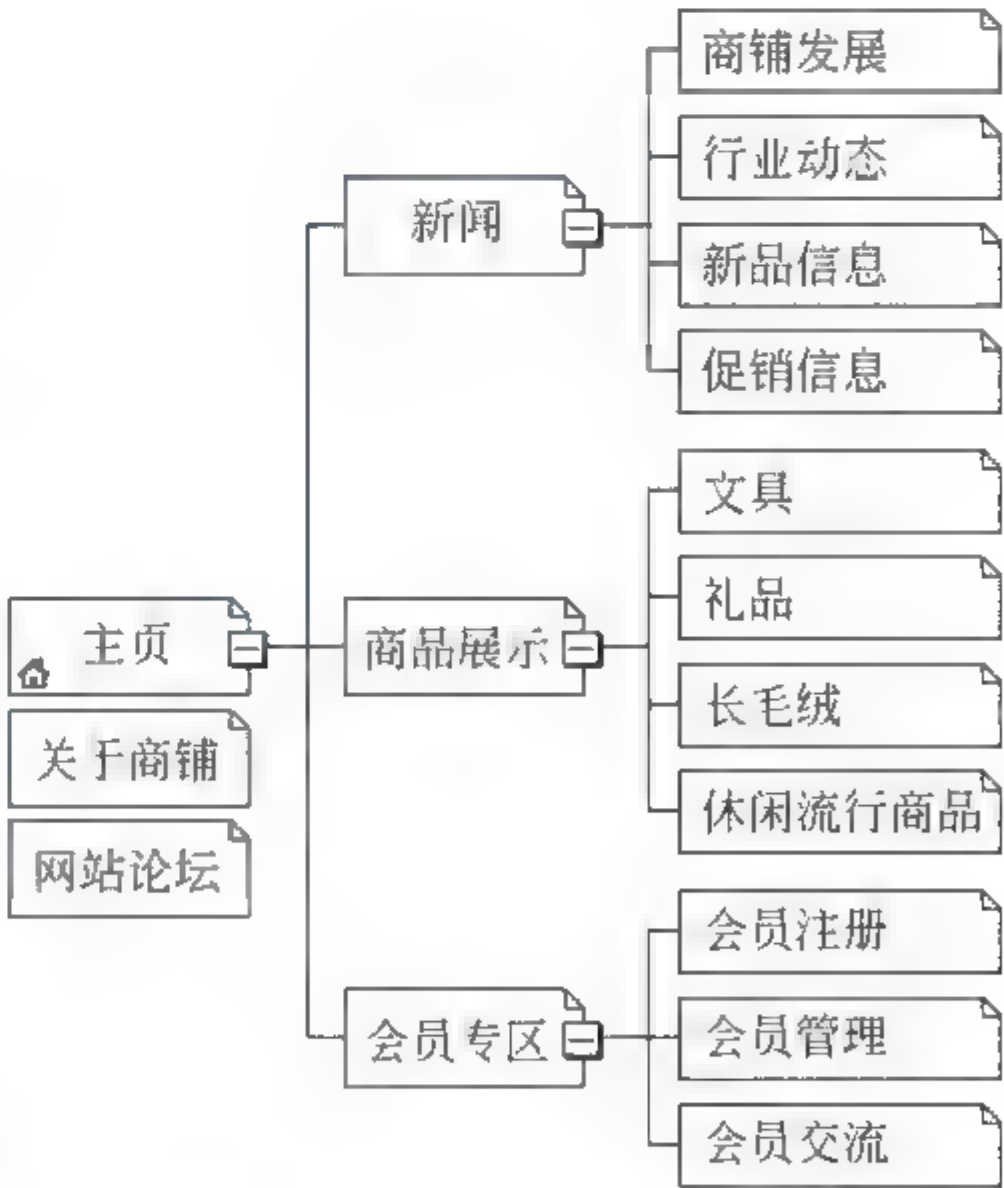 主页
关于商铺
网站论坛
新闻
商铺发展
行业动态
新品信息
促销信息
商品展示
文具
礼品
长毛绒
休闲流行商品
会员专区
会员注册
会员管理
会员交流